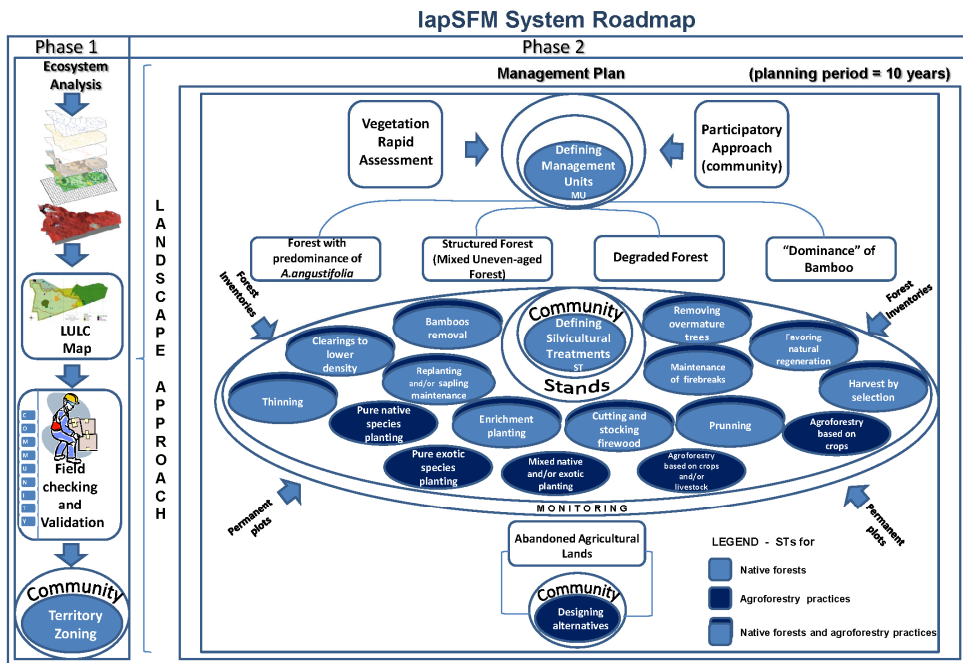 IapSFM System Roadmap
Phase 1
Phase 2
Ecosystem
Analysis
LULC
Map
COMMUNITY
Field
checking
and
Validation
Community
Territory
Zoning
LANDSCAPE APPROACH
Management Plan
(planning period = 10 years)
Vegetation
Rapid
Assessment
Defining
Management
Units
MU
Participatory
Approach
(community)
Forest with
predominance of
A.angustifolia
Structured Forest
(Mixed Uneven-aged
Forest)
Degraded Forest
“Dominance” of
Bamboo
Forest
Inventories
Forest
Inventories
Community
Defining
Silvicultural
Treatments
ST
Stands
Bamboos
removal
Removing
overmature
trees
Clearings to
lower
density
Favoring
natural
regeneration
Replanting
and/or sapling
maintenance
Maintenance
of firebreaks
Thinning
Harvest by
selection
Pure native
species
planting
Enrichment
planting
Cutting and
stocking
firewood
Prunning
Agroforestry
based on
crops
Pure exotic
species
planting
Mixed native
and/or exotic
planting
Agroforestry
based on crops
and/or
livestock
MONITORING
Permanent
plots
Permanent
plots
Abandoned Agricultural
Lands
Community
Designing
alternatives
LEGEND - STs for
Native forests
Agroforestry practices
Native forests and agroforestry practices